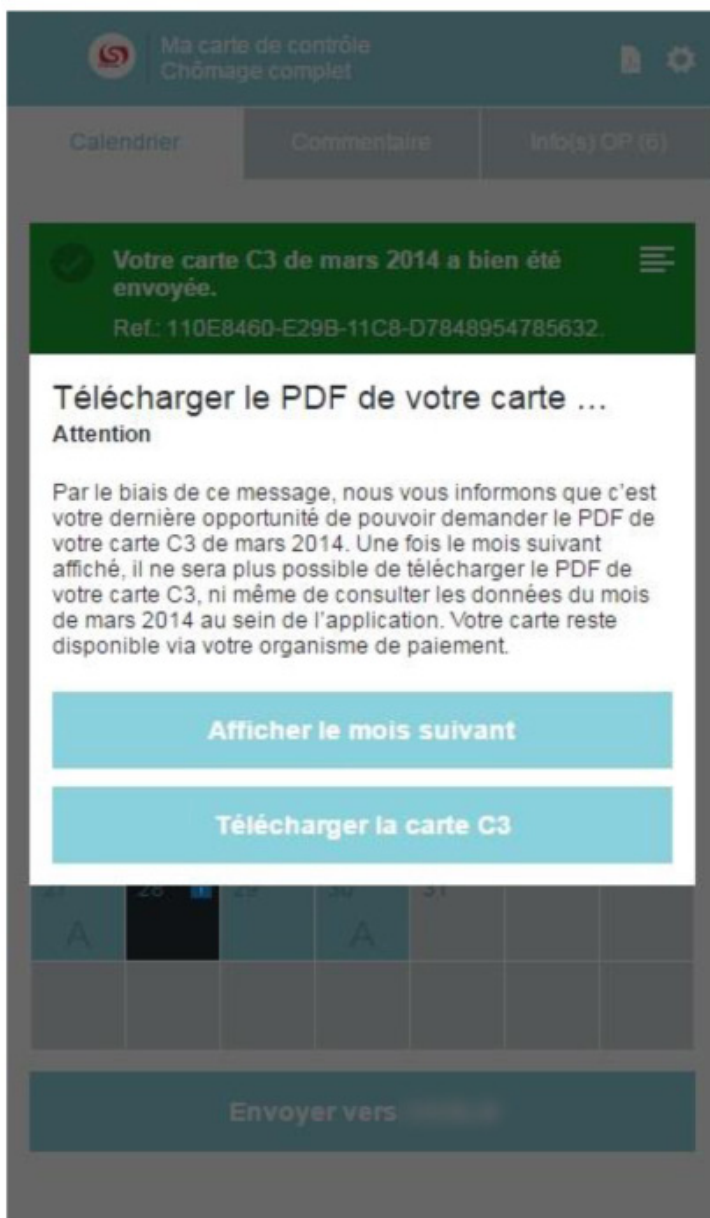 Ma carte de contrôle
Chômage complet
Calendrier
Commentaire
Info(s) OP (6)
Votre carte C3 de mars 2014 a bien été
envoyée.
Ref.: 110E8460-E29B-11C8-D7848954785632.
Télécharger le PDF de votre carte …
Attention
Par le biais de ce message, nous vous informons que c’est
votre dernière opportunité de pouvoir demander le PDF de
votre carte C3 de mars 2014. Une fois le mois suivant
affiché, il ne sera plus possible de télécharger le PDF de
votre carte C3, ni même de consulter les données du mois
de mars 2014 au sein de l’application. Votre carte reste
disponible via votre organisme de paiement.
Afficher le mois suivant
Télécharger la carte C3
27 28 29 30 31
A A
Envoyer vers